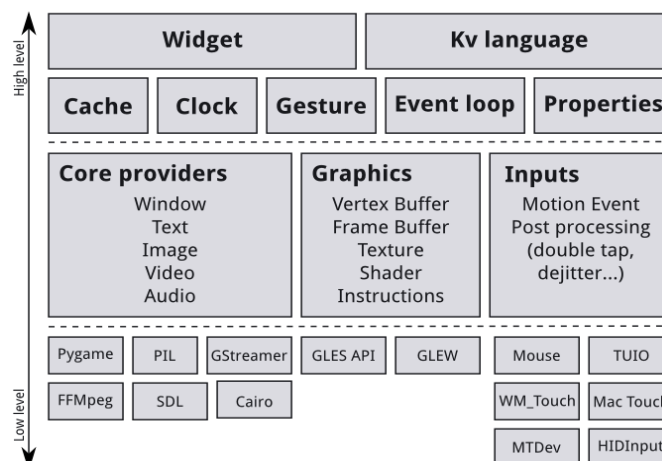 High level
Widget
Kv language
Cache
Clock
Gesture
Event loop
Properties
Core providers
Window
Text
Image
Video
Audio
Graphics
Vertex Buffer
Frame Buffer
Texture
Shader
Instructions
Inputs
Motion Event
Post processing
(double tap,
dejitter...)
Low level
Pygame
PIL
GStreamer
GLES API
GLEW
Mouse
TUIO
FFMpeg
SDL
Cairo
WM_Touch
Mac Touch
MTDev
HIDInput